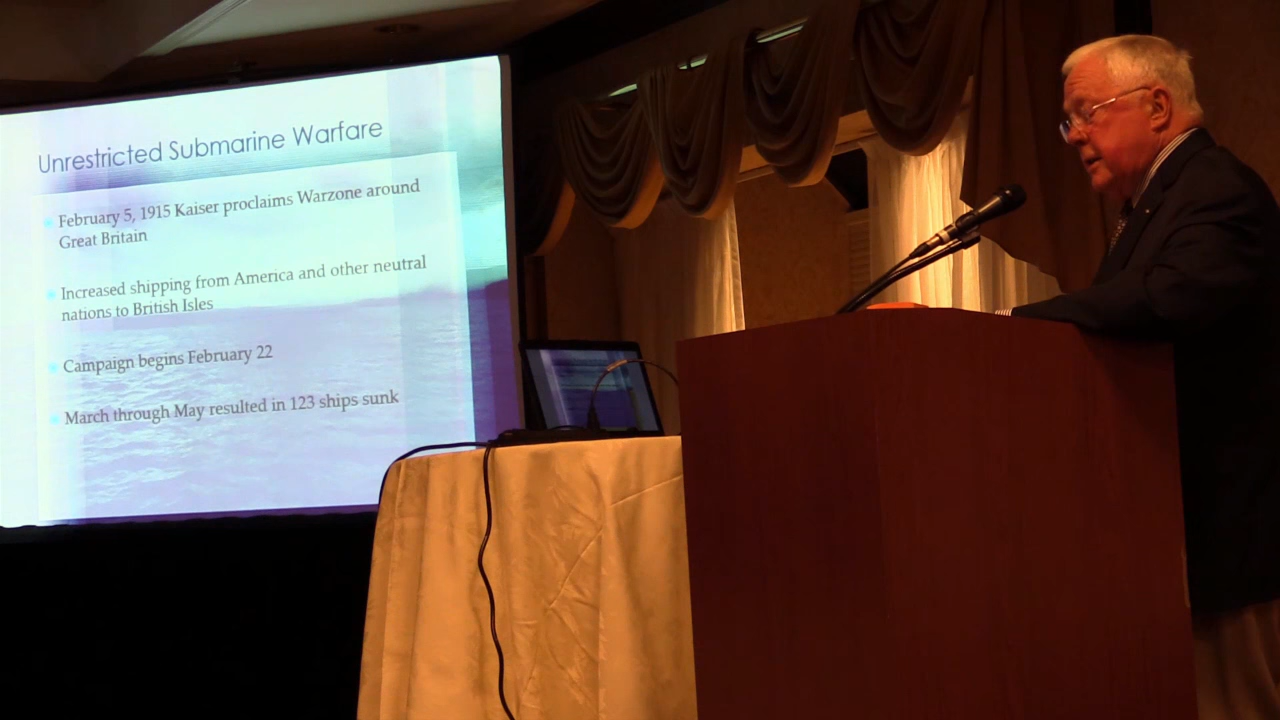 Unrestricted Submarine Warfare
February 5, 1915 Kaiser proclaims Warzone around
Great Britain
Increased shipping from America and other neutral
nations to British Isles
Campaign begins February 22
March through May resulted in 123 ships sunk